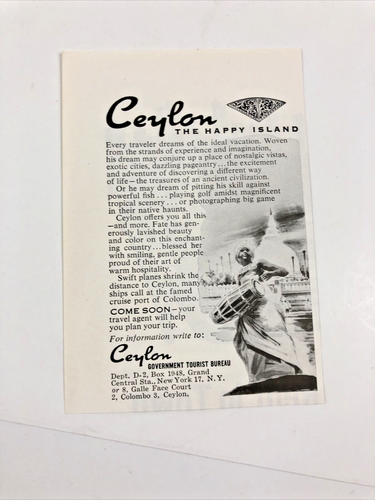 Ceylon
THE HAPPY ISLAND
Every traveler dreams of the ideal vacation. Woven
from the strands of experience and imagination,
his dream may conjure up a place of nostalgic vistas,
exotic cities, dazzling pageantry...the excitement
and adventure of discovering a different way
of life—the treasures of an ancient civilization.
Or he may dream of pitting his skill against
powerful fish...playing golf amidst magnificent
tropical scenery...or photographing big game
in their native haunts.
Ceylon offers you all this
—and more. Fate has gen-
erously lavished beauty
and color on this enchant-
ing country...blessed her
with smiling, gentle people
proud of their art of
warm hospitality.
Swift planes shrink the
distance to Ceylon, many
ships call at the famed
cruise port of Colombo.
COME SOON—your
travel agent will help
you plan your trip.
For information write to:
Ceylon
GOVERNMENT TOURIST BUREAU
Dept. D-2, Box 1948, Grand
Central Sta., New York 17, N. Y.
or 8, Galle Face Court
2, Colombo 3, Ceylon,